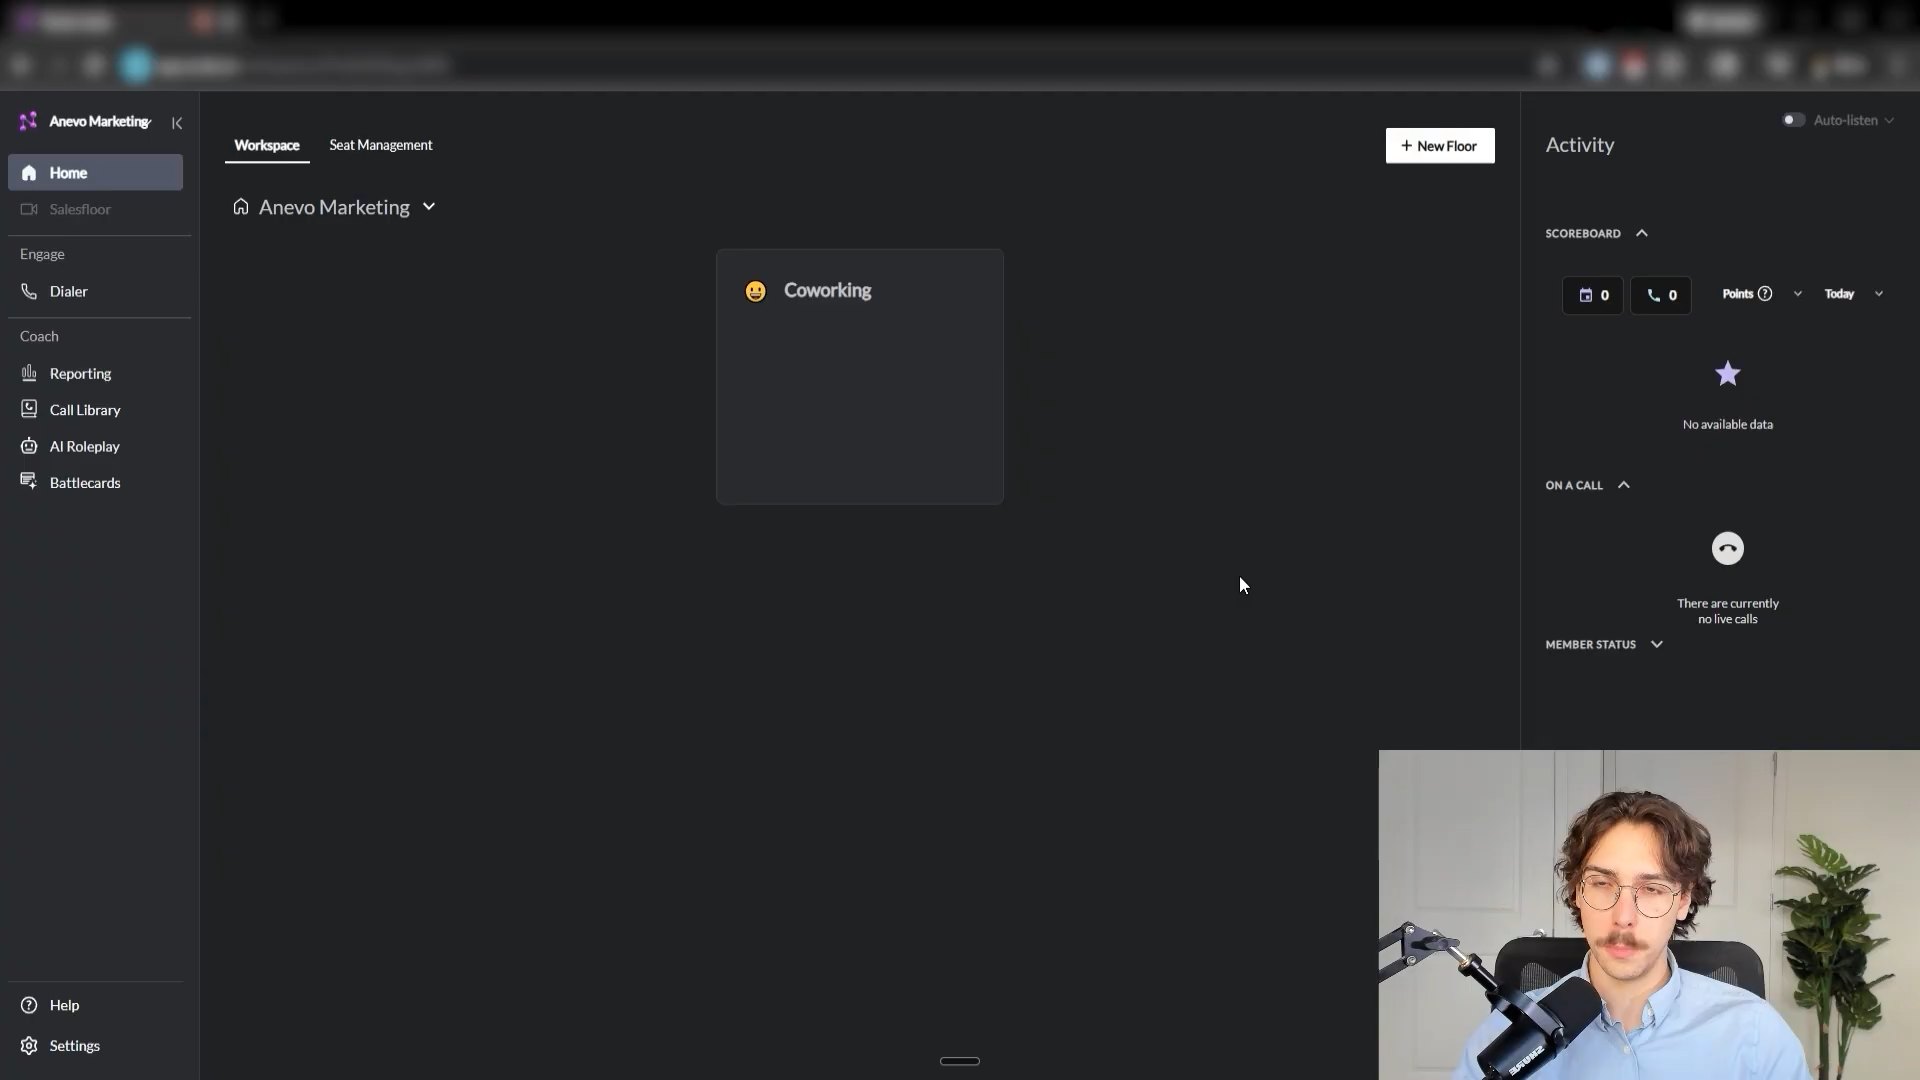 Anevo Marketing
Home
Salesfloor
Engage
Dialer
Coach
Reporting
Call Library
AI Roleplay
Battlecards
Help
Settings
Workspace
Seat Management
+ New Floor
Anevo Marketing
Coworking
Auto-listen
Activity
SCOREBOARD
0
0
Points
Today
No available data
ON A CALL
There are currently
no live calls
MEMBER STATUS
SHURE